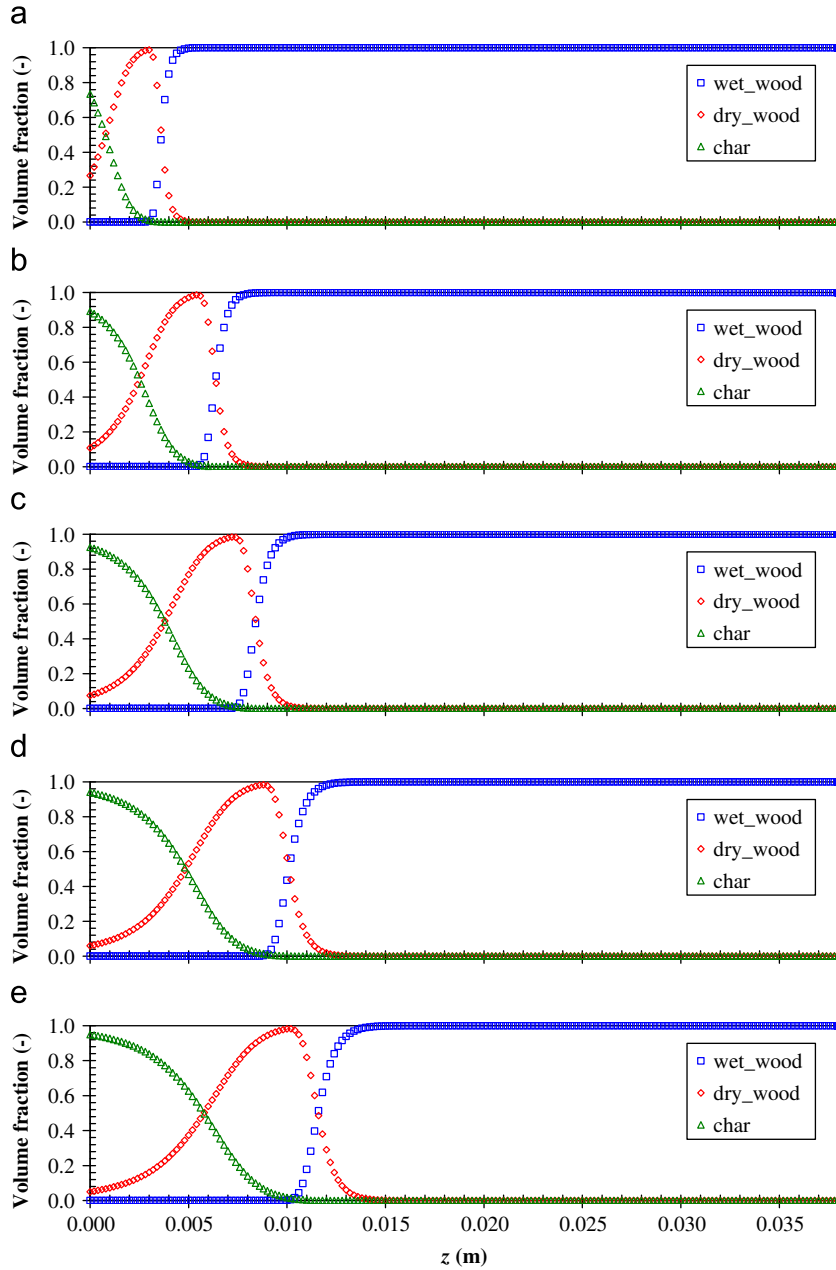 a
Volume fraction (-)
1.0
0.8
0.6
0.4
0.2
0.0
wet_wood
dry_wood
char
b
Volume fraction (-)
1.0
0.8
0.6
0.4
0.2
0.0
wet_wood
dry_wood
char
c
Volume fraction (-)
1.0
0.8
0.6
0.4
0.2
0.0
wet_wood
dry_wood
char
d
Volume fraction (-)
1.0
0.8
0.6
0.4
0.2
0.0
wet_wood
dry_wood
char
e
Volume fraction (-)
1.0
0.8
0.6
0.4
0.2
0.0
wet_wood
dry_wood
char
0.000 0.005 0.010 0.015 0.020 0.025 0.030 0.035
z (m)